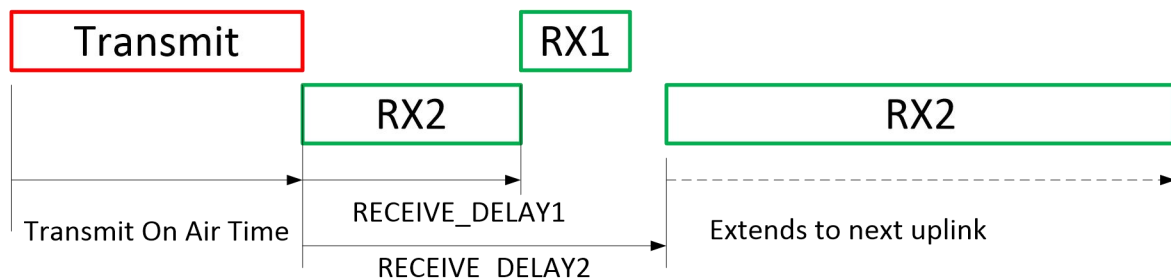 Transmit
RX1
RX2
RX2
RECEIVE_DELAY1
Transmit On Air Time
Extends to next uplink
RECEIVE_DELAY2